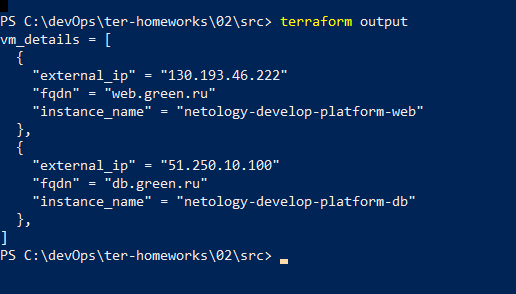 PS C:\devOps\ter-homeworks\02\src> terraform output
vm_details = [
  {
    "external_ip" = "130.193.46.222"
    "fqdn" = "web.green.ru"
    "instance_name" = "netology-develop-platform-web"
  },
  {
    "external_ip" = "51.250.10.100"
    "fqdn" = "db.green.ru"
    "instance_name" = "netology-develop-platform-db"
  },
]
PS C:\devOps\ter-homeworks\02\src>